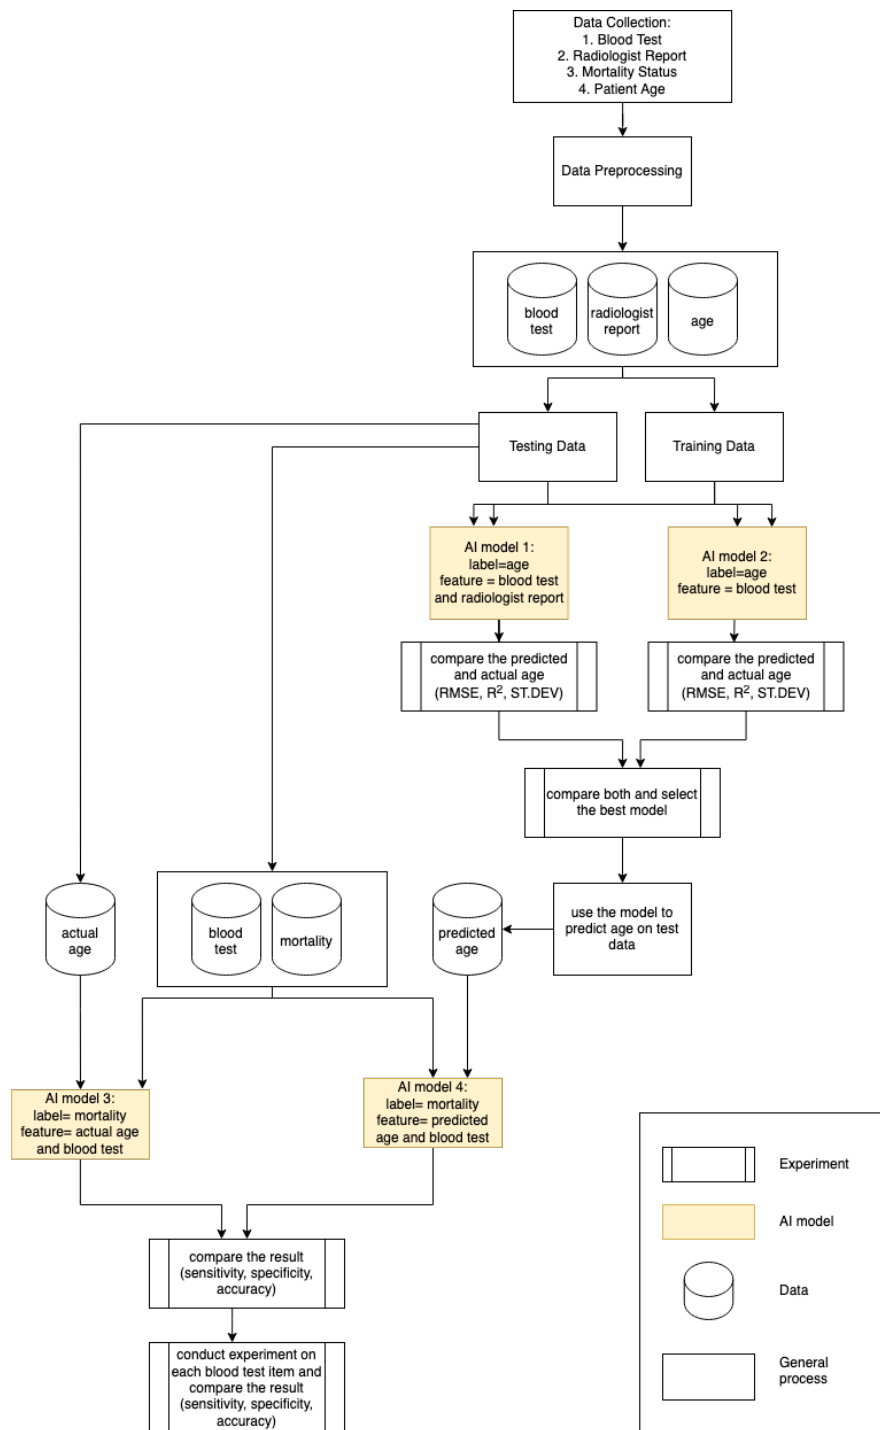 Data Collection:
1. Blood Test
2. Radiologist Report
3. Mortality Status
4. Patient Age
Data Preprocessing
blood
test
radiologist
report
age
Testing Data
Training Data
AI model 1:
label=age
feature = blood test
and radiologist report
AI model 2:
label=age
feature = blood test
compare the predicted
and actual age
(RMSE, R², ST.DEV)
compare the predicted
and actual age
(RMSE, R², ST.DEV)
compare both and select
the best model
actual
age
blood
test
mortality
predicted
age
use the model to
predict age on test
data
AI model 3:
label= mortality
feature= actual age
and blood test
AI model 4:
label= mortality
feature= predicted
age and blood test
compare the result
(sensitivity, specificity,
accuracy)
conduct experiment on
each blood test item and
compare the result
(sensitivity, specificity,
accuracy)
Experiment
AI model
Data
General
process